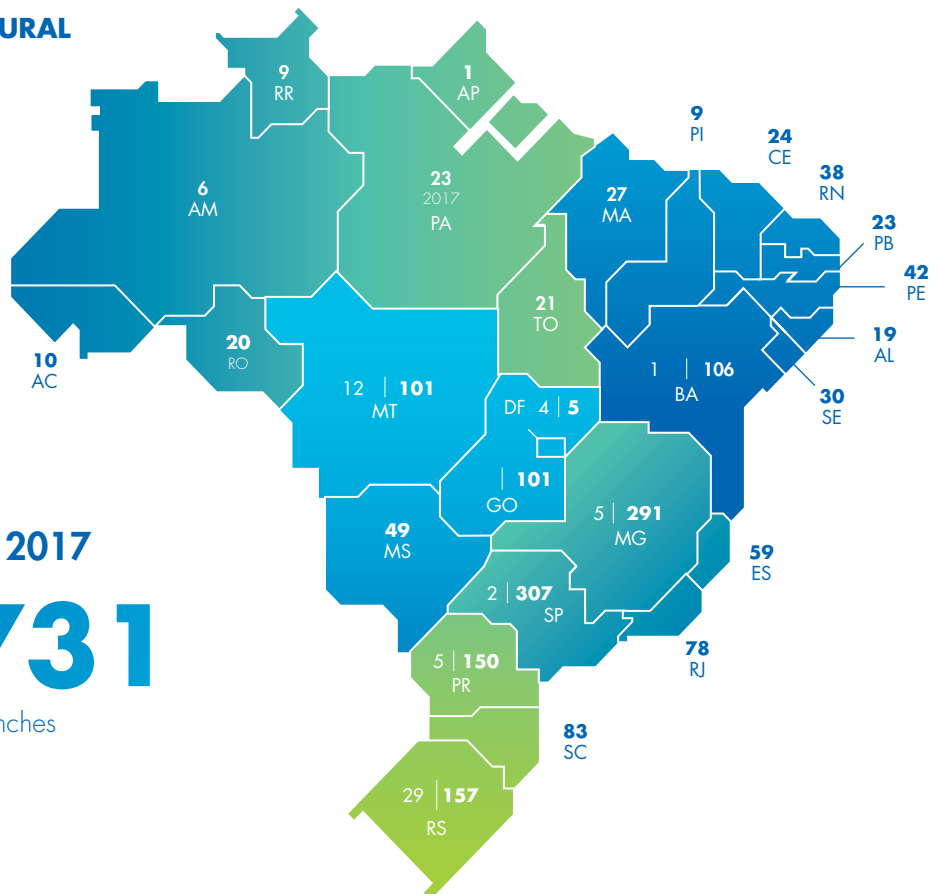 URAL
9
RR
1
AP
9
PI
24
CE
38
RN
23
PB
42
PE
19
AL
30
SE
6
AM
23
2017
PA
27
MA
21
TO
10
AC
20
RO
12 | 101
MT
1 | 106
BA
DF 4 | 5
| 101
GO
5 | 291
MG
49
MS
59
ES
2 | 307
SP
78
RJ
2017
731
nches
5 | 150
PR
83
SC
29 | 157
RS